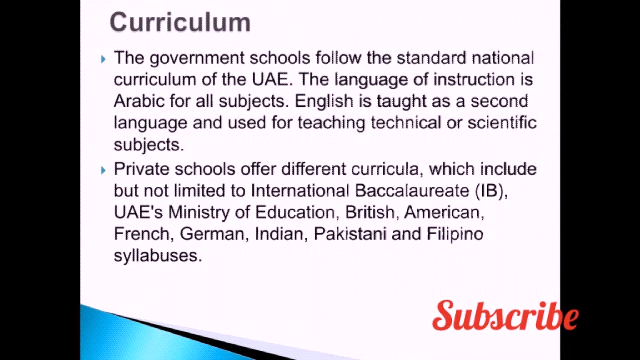 Curriculum
The government schools follow the standard national
curriculum of the UAE. The language of instruction is
Arabic for all subjects. English is taught as a second
language and used for teaching technical or scientific
subjects.
Private schools offer different curricula, which include
but not limited to International Baccalaureate (IB),
UAE's Ministry of Education, British, American,
French, German, Indian, Pakistani and Filipino
syllabuses.
Subscribe